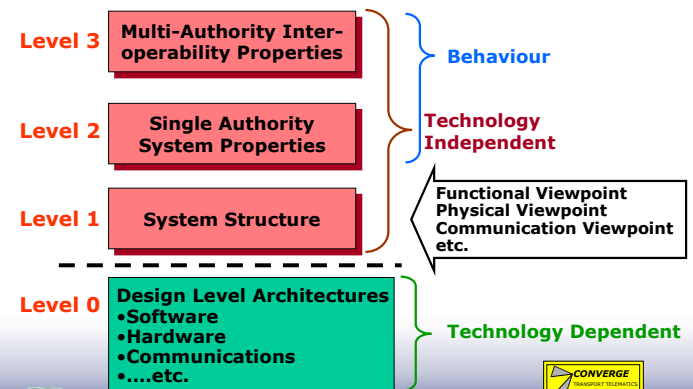 Level 3
Multi-Authority Inter-
operability Properties
Behaviour
Level 2
Single Authority
System Properties
Technology
Independent
Level 1
System Structure
Functional Viewpoint
Physical Viewpoint
Communication Viewpoint
etc.
Level 0
Design Level Architectures
•Software
•Hardware
•Communications
•....etc.
Technology Dependent
CONVERGE
TRANSPORT TELEMATICS